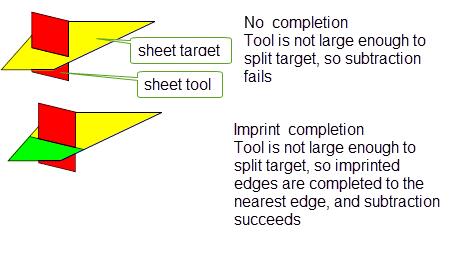 No completion
Tool is not large enough to
split target, so subtraction
fails
sheet target
sheet tool
Imprint completion
Tool is not large enough to
split target, so imprinted
edges are completed to the
nearest edge, and subtraction
succeeds